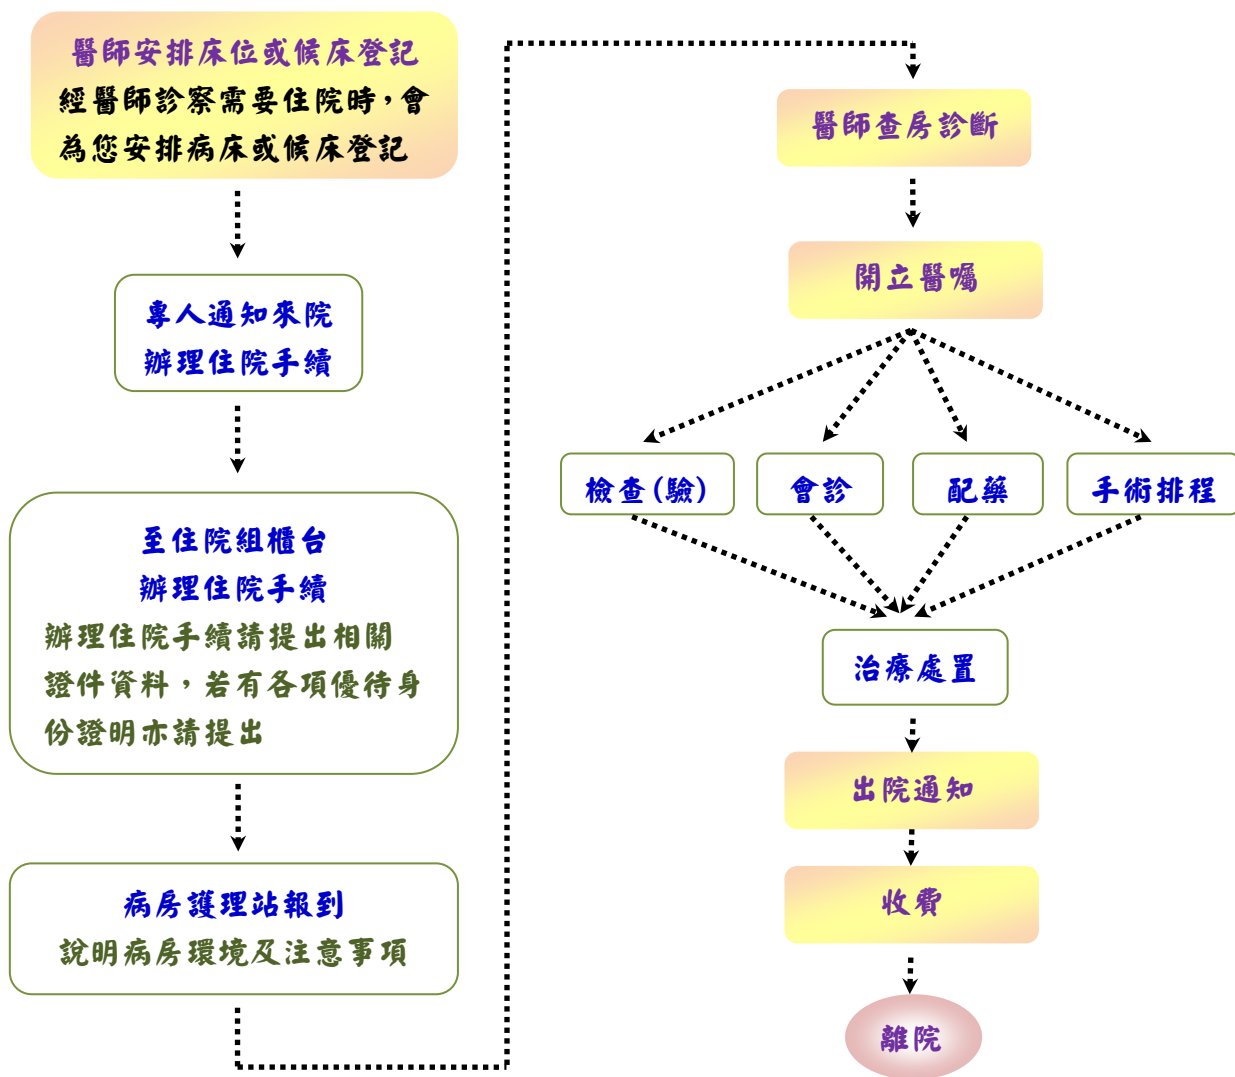 醫師安排床位或候床登記
經醫師診察需要住院時，會
為您安排病床或候床登記
專人通知來院
辦理住院手續
至住院組櫃台
辦理住院手續
辦理住院手續請提出相關
證件資料，若有各項優待身
份證明亦請提出
病房護理站報到
說明病房環境及注意事項
醫師查房診斷
開立醫囑
檢查(驗)
會診
配藥
手術排程
治療處置
出院通知
收費
離院